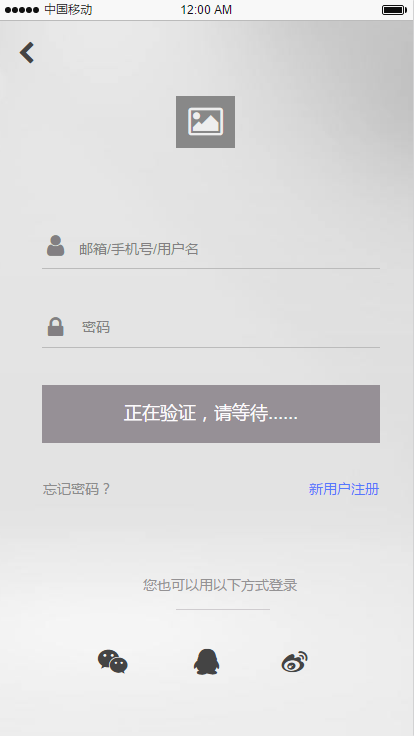 中国移动 12:00 AM
邮箱/手机号/用户名
密码
正在验证，请等待……
忘记密码？ 新用户注册
您也可以用以下方式登录